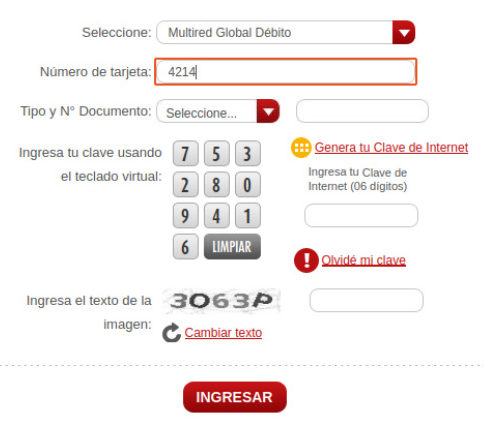 Seleccione: Multired Global Débito
Número de tarjeta: 4214
Tipo y N° Documento: Seleccione...
Ingresa tu clave usando
el teclado virtual:
7 5 3
2 8 0
9 4 1
6 LIMPIAR
Genera tu Clave de Internet
Ingresa tu Clave de
Internet (06 dígitos)
Olvidé mi clave
Ingresa el texto de la
imagen:
3063P
Cambiar texto
INGRESAR